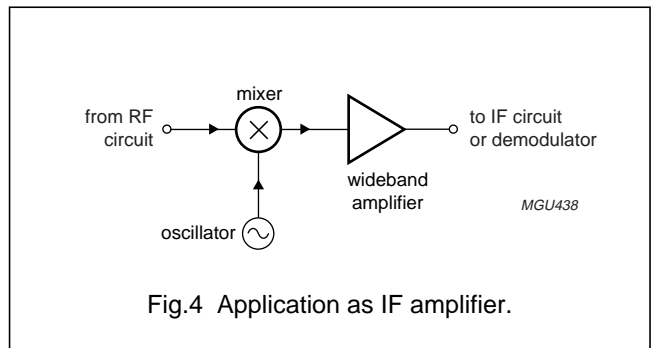 mixer
from RF
circuit
to IF circuit
or demodulator
wideband
amplifier
oscillator
MGU438
Fig.4 Application as IF amplifier.